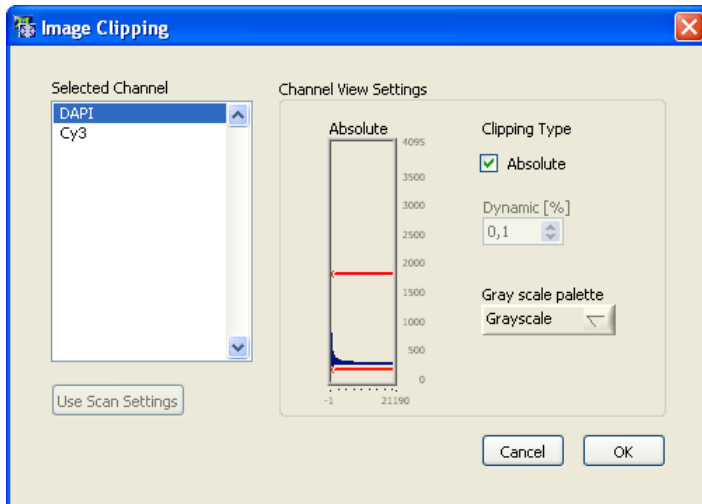 Image Clipping
Selected Channel
DAPI
Cy3
Use Scan Settings
Channel View Settings
Absolute
4095
3500
3000
2500
2000
1500
1000
500
0
-1 21190
Clipping Type
Absolute
Dynamic [%]
0,1
Gray scale palette
Grayscale
Cancel OK